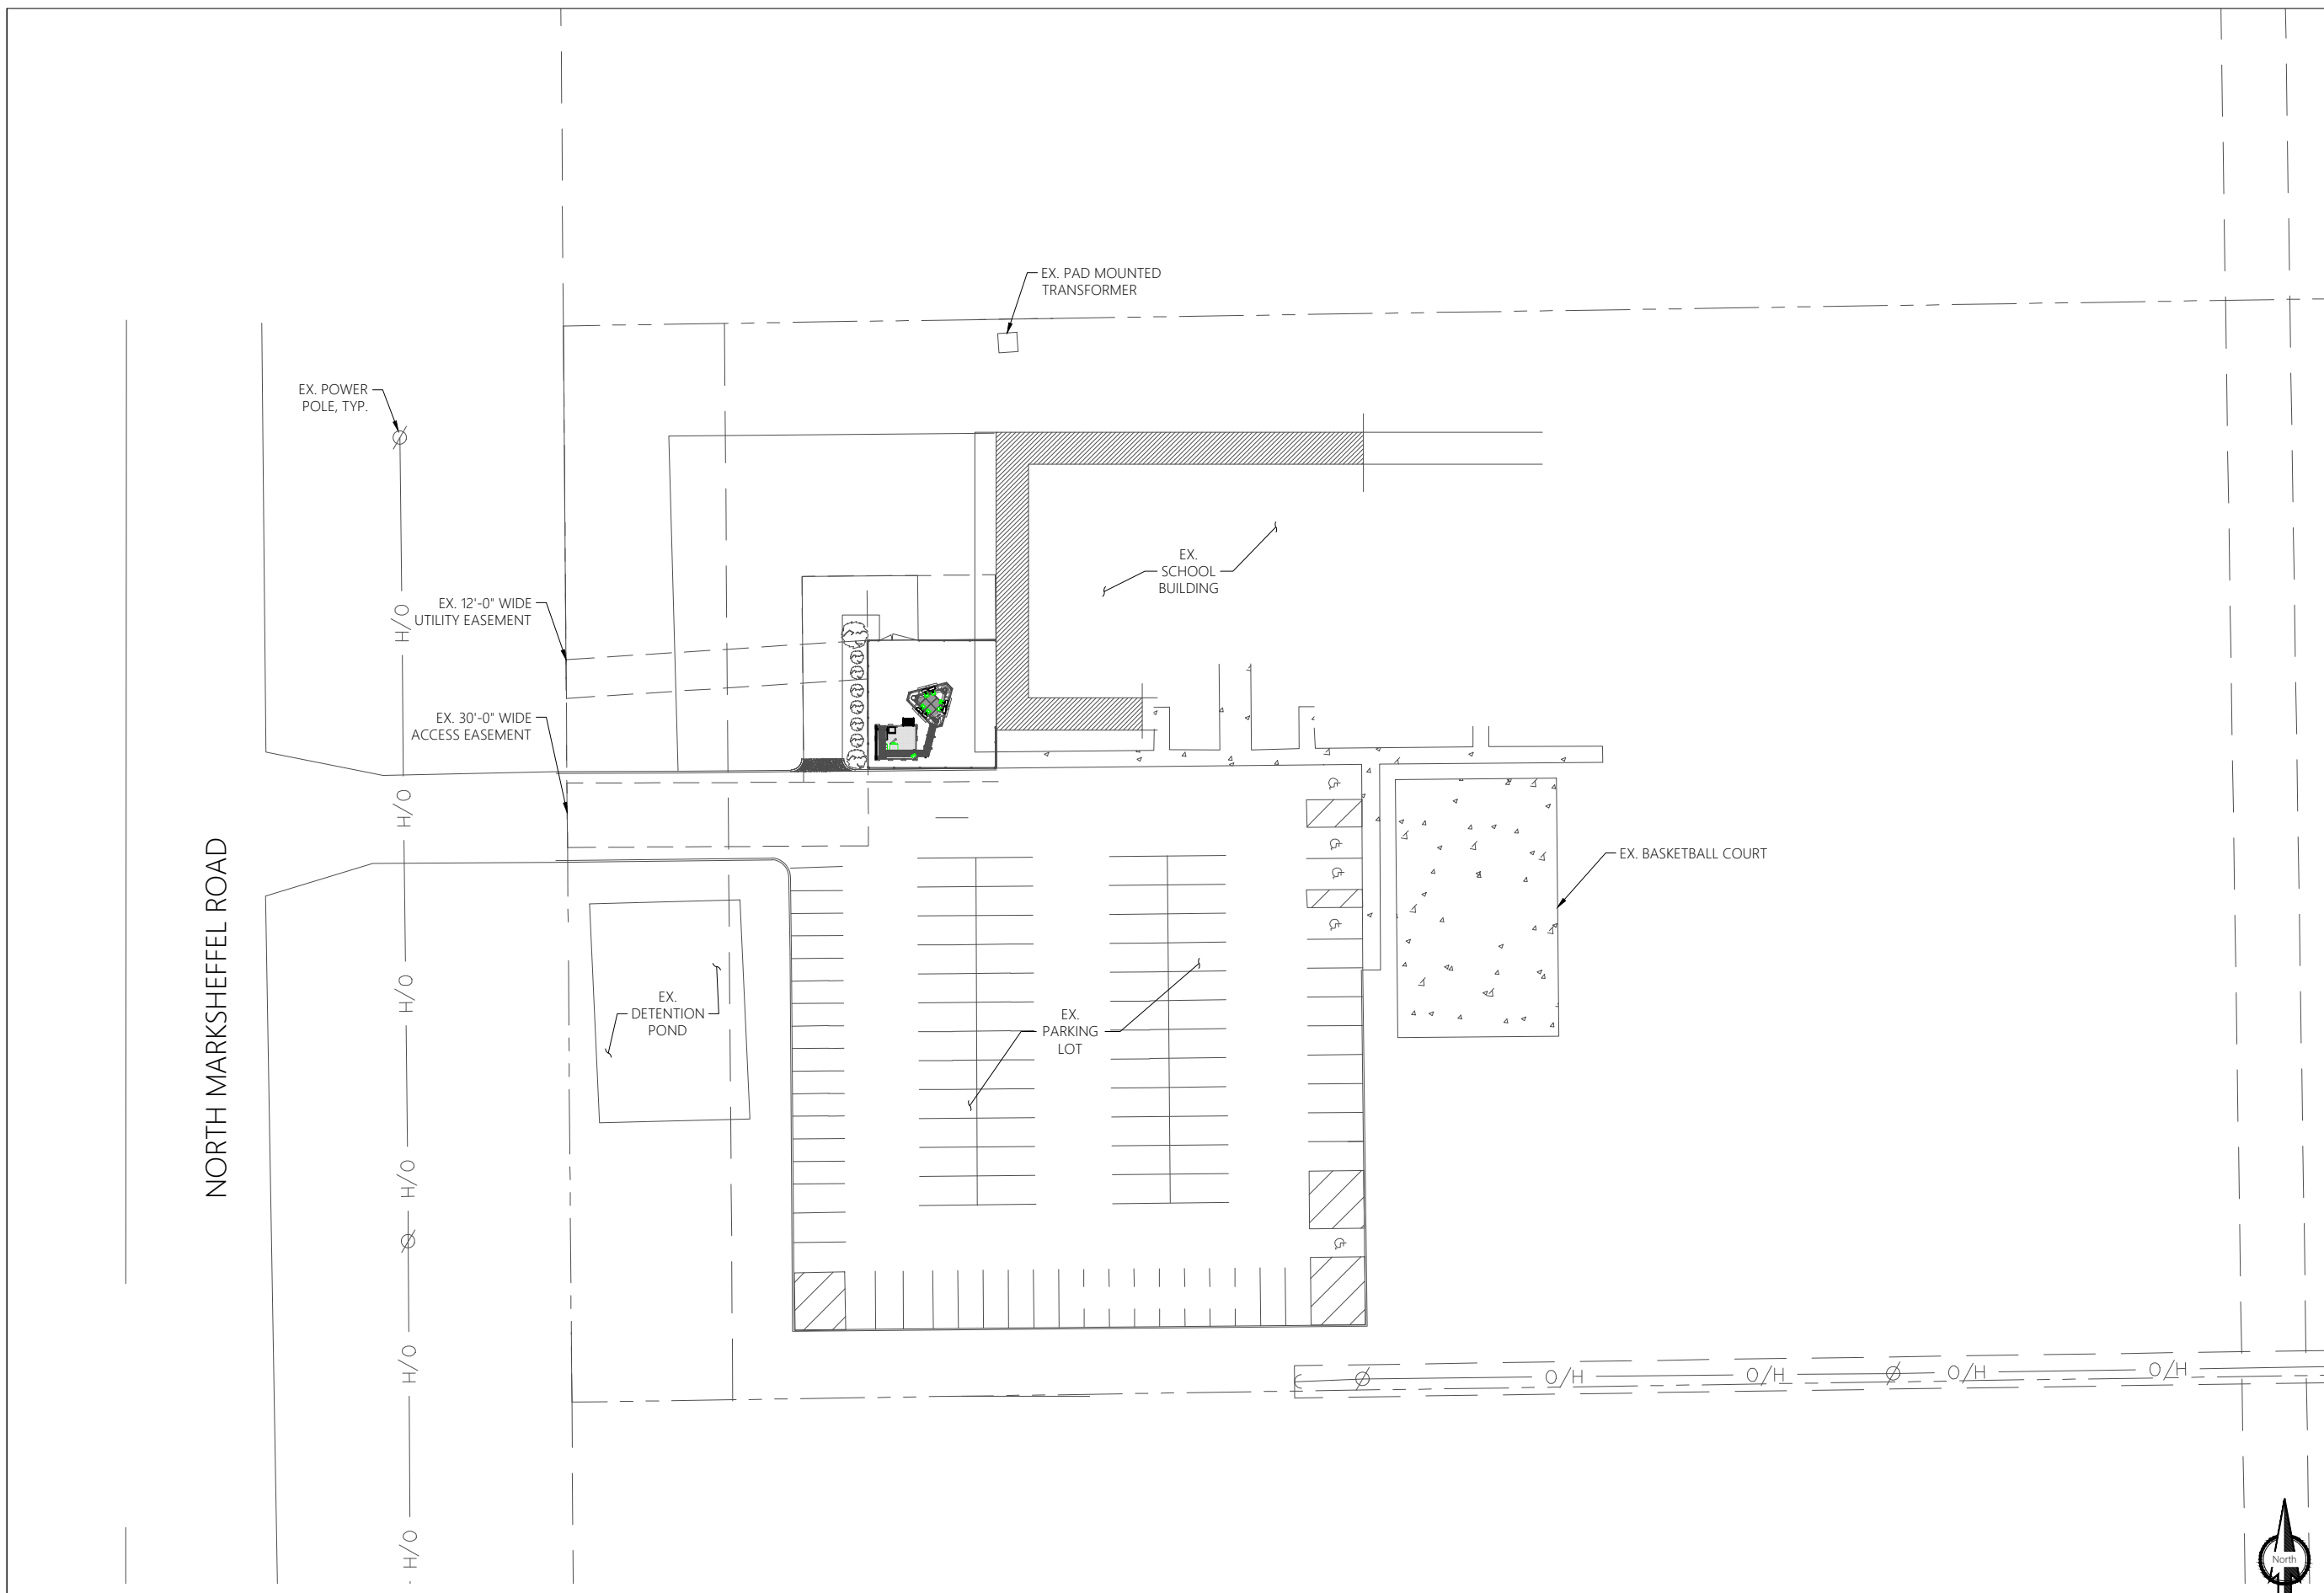 EX. PAD MOUNTED
TRANSFORMER
EX. POWER
POLE, TYP.
EX.
SCHOOL
BUILDING
EX. 12'-0" WIDE
UTILITY EASEMENT
O/H
EX. 30'-0" WIDE
ACCESS EASEMENT
O/H
NORTH MARKSHEFFEL ROAD
EX. BASKETBALL COURT
O/H
EX.
DETENTION
POND
EX.
PARKING
LOT
O/H
O/H
O/H
O/H
O/H
O/H
O/H
North